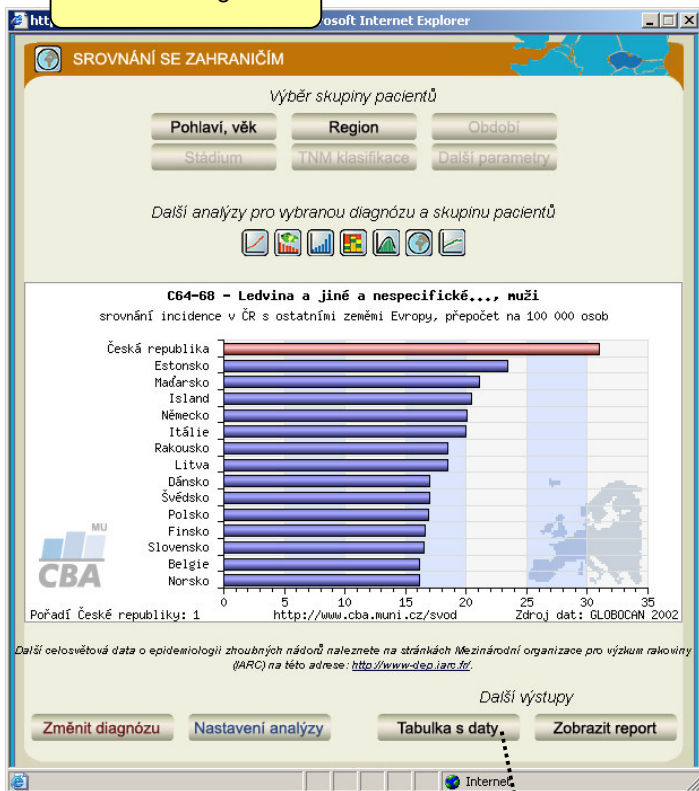 htt
osoft Internet Explorer
SROVNÁNÍ SE ZAHRANIČÍM
Výběr skupiny pacientů
Pohlaví, věk Region Období
Stádium TNM klasifikace Další parametry
Další analýzy pro vybranou diagnózu a skupinu pacientů
C64-68 - Ledvina a jiné a nespecifické..., muži
srovnání incidence v ČR s ostatními zeměmi Evropy, přepočet na 100 000 osob
Česká republika
Estonsko
Maďarsko
Island
Německo
Itálie
Rakousko
Litva
Dánsko
Švédsko
Polsko
Finsko
Slovensko
Belgie
Norsko
MU
CBA
0 5 10 15 20 25 30 35
Pořadí České republiky: 1 http://www.cba.muni.cz/svod Zdroj dat: GLOBOCAN 2002
Další celosvětová data o epidemiologii zhoubných nádorů naleznete na stránkách Mezinárodní organizace pro výzkum rakoviny
(IARC) na této adrese: http://www-dep.iarc.fr/.
Další výstupy
Změnit diagnózu Nastavení analýzy Tabulka s daty Zobrazit report
Internet